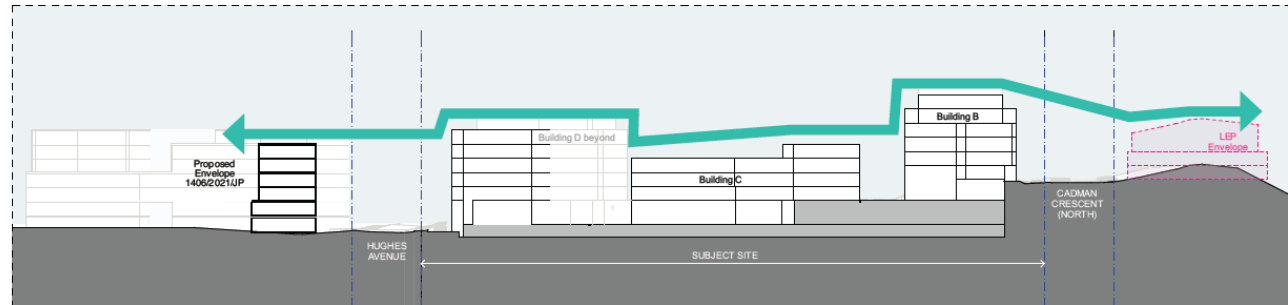 Building D beyond
Building B
LEP
Envelope
Proposed
Envelope
1406/2021/JP
Building C
CADMAN
CRESCENT
(NORTH)
HUGHES
AVENUE
SUBJECT SITE